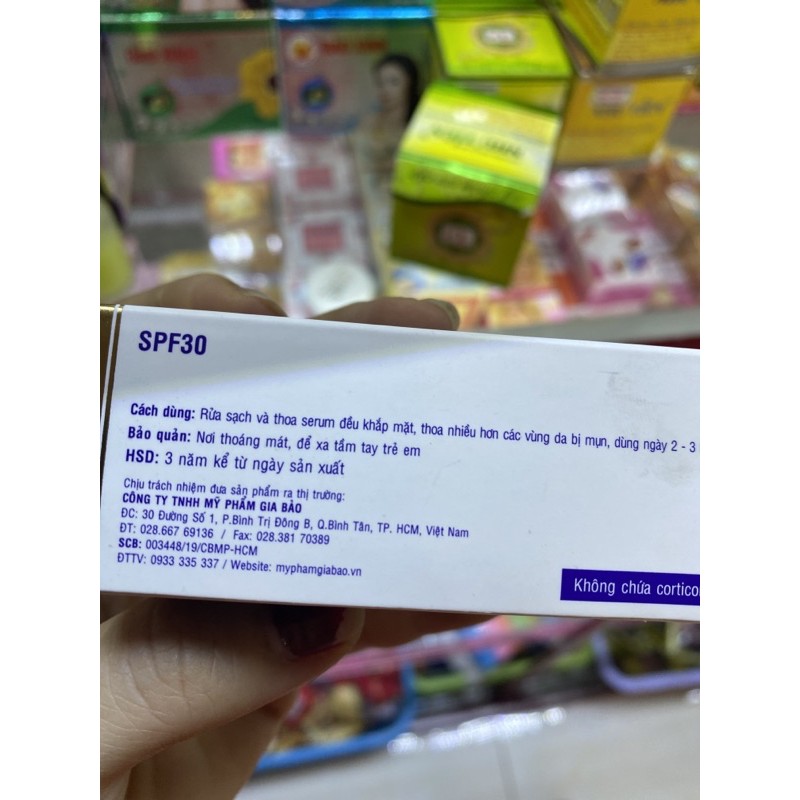 SPF30
Cách dùng: Rửa sạch và thoa serum đều khắp mặt, thoa nhiều hơn các vùng da bị mụn, dùng ngày 2 - 3
Bảo quản: Nơi thoáng mát, để xa tầm tay trẻ em
HSD: 3 năm kể từ ngày sản xuất
Chịu trách nhiệm đưa sản phẩm ra thị trường:
CÔNG TY TNHH MỸ PHẨM GIA BẢO
ĐC: 30 Đường Số 1, P.Bình Trị Đông B, Q.Bình Tân, TP. HCM, Việt Nam
ĐT: 028.667 69136 / Fax: 028.381 70389
SCB: 003448/19/CBMP-HCM
ĐTTV: 0933 335 337 / Website: myphamgiabao.vn
Không chứa cortico